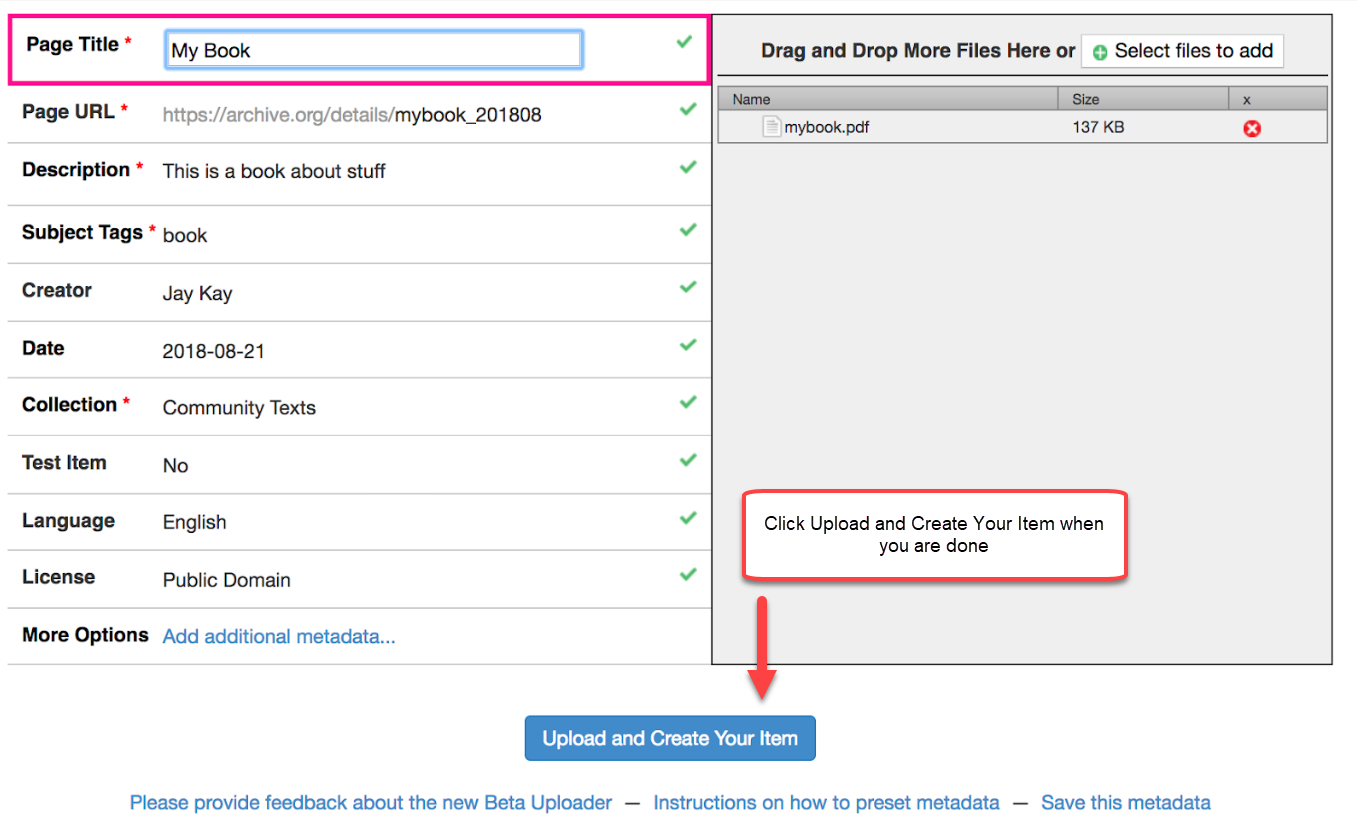 Page Title *
My Book
Page URL *
https://archive.org/details/mybook_201808
Description *
This is a book about stuff
Subject Tags *
book
Creator
Jay Kay
Date
2018-08-21
Collection *
Community Texts
Test Item
No
Language
English
License
Public Domain
More Options
Add additional metadata...
Drag and Drop More Files Here or
Select files to add
Name Size x
mybook.pdf 137 KB
Click Upload and Create Your Item when
you are done
Upload and Create Your Item
Please provide feedback about the new Beta Uploader — Instructions on how to preset metadata — Save this metadata